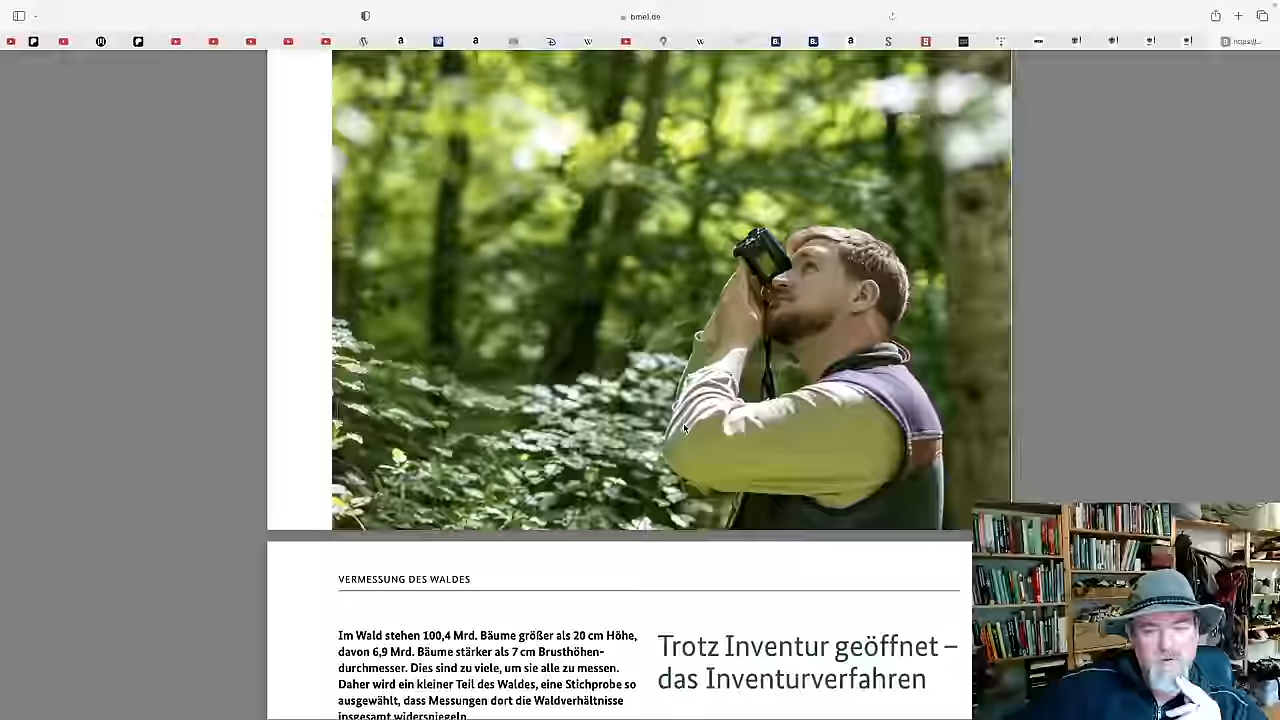 bmel.de
https://...
VERMESSUNG DES WALDES
Im Wald stehen 100,4 Mrd. Bäume größer als 20 cm Höhe,
davon 6,9 Mrd. Bäume stärker als 7 cm Brusthöhen-
durchmesser. Dies sind zu viele, um sie alle zu messen.
Daher wird ein kleiner Teil des Waldes, eine Stichprobe so
ausgewählt, dass Messungen dort die Waldverhältnisse
insgesamt widerspiegeln.
Trotz Inventur geöffnet –
das Inventurverfahren